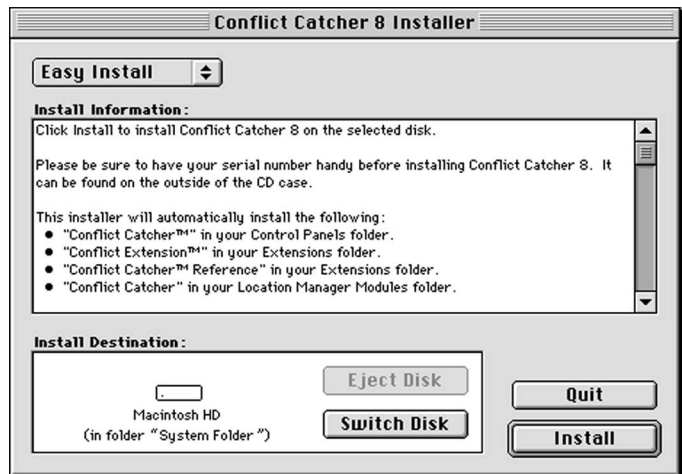 Conflict Catcher 8 Installer
Easy Install
Install Information:
Click Install to install Conflict Catcher 8 on the selected disk.
Please be sure to have your serial number handy before installing Conflict Catcher 8. It
can be found on the outside of the CD case.
This installer will automatically install the following:
● "Conflict Catcher™" in your Control Panels folder.
● "Conflict Extension™" in your Extensions folder.
● "Conflict Catcher™ Reference" in your Extensions folder.
● "Conflict Catcher" in your Location Manager Modules folder.
Install Destination:
Macintosh HD
(in folder “System Folder”)
Eject Disk
Switch Disk
Quit
Install